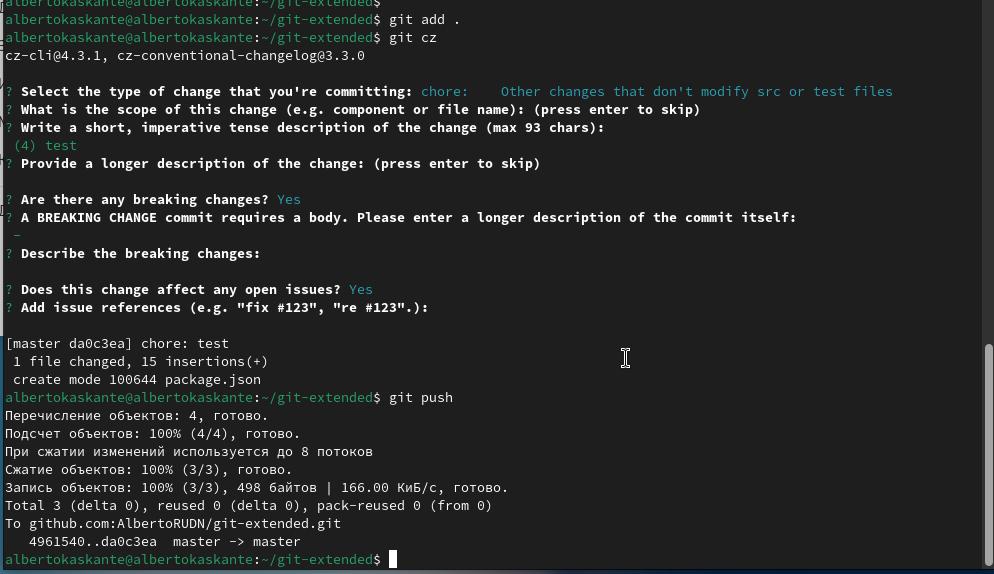 albertokaskante@albertokaskante:~/git-extended$
albertokaskante@albertokaskante:~/git-extended$ git add .
albertokaskante@albertokaskante:~/git-extended$ git cz
cz-cli@4.3.1, cz-conventional-changelog@3.3.0
? Select the type of change that you're committing: chore:    Other changes that don't modify src or test files
? What is the scope of this change (e.g. component or file name): (press enter to skip)
? Write a short, imperative tense description of the change (max 93 chars):
 (4) test
? Provide a longer description of the change: (press enter to skip)
? Are there any breaking changes? Yes
? A BREAKING CHANGE commit requires a body. Please enter a longer description of the commit itself:
 -
? Describe the breaking changes:
? Does this change affect any open issues? Yes
? Add issue references (e.g. "fix #123", "re #123".):
[master da0c3ea] chore: test
 1 file changed, 15 insertions(+)
 create mode 100644 package.json
albertokaskante@albertokaskante:~/git-extended$ git push
Перечисление объектов: 4, готово.
Подсчет объектов: 100% (4/4), готово.
При сжатии изменений используется до 8 потоков
Сжатие объектов: 100% (3/3), готово.
Запись объектов: 100% (3/3), 498 байтов | 166.00 КиБ/с, готово.
Total 3 (delta 0), reused 0 (delta 0), pack-reused 0 (from 0)
To github.com:AlbertoRUDN/git-extended.git
   4961540..da0c3ea  master -> master
albertokaskante@albertokaskante:~/git-extended$